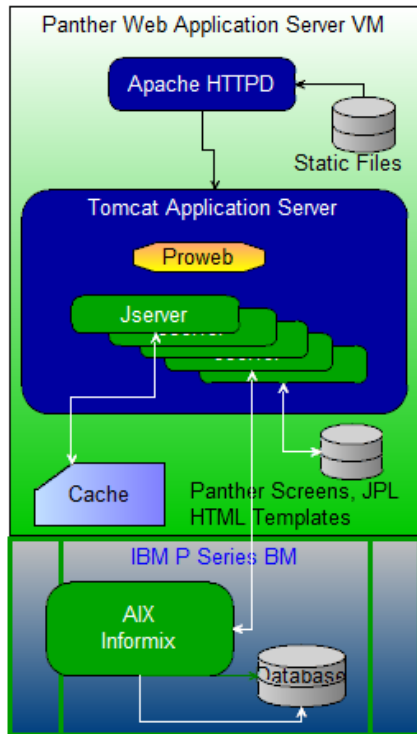 Panther Web Application Server VM
Apache HTTPD
Static Files
Tomcat Application Server
Proweb
Jserver
Cache
Panther Screens, JPL
HTML Templates
IBM P Series BM
AIX
Informix
Database